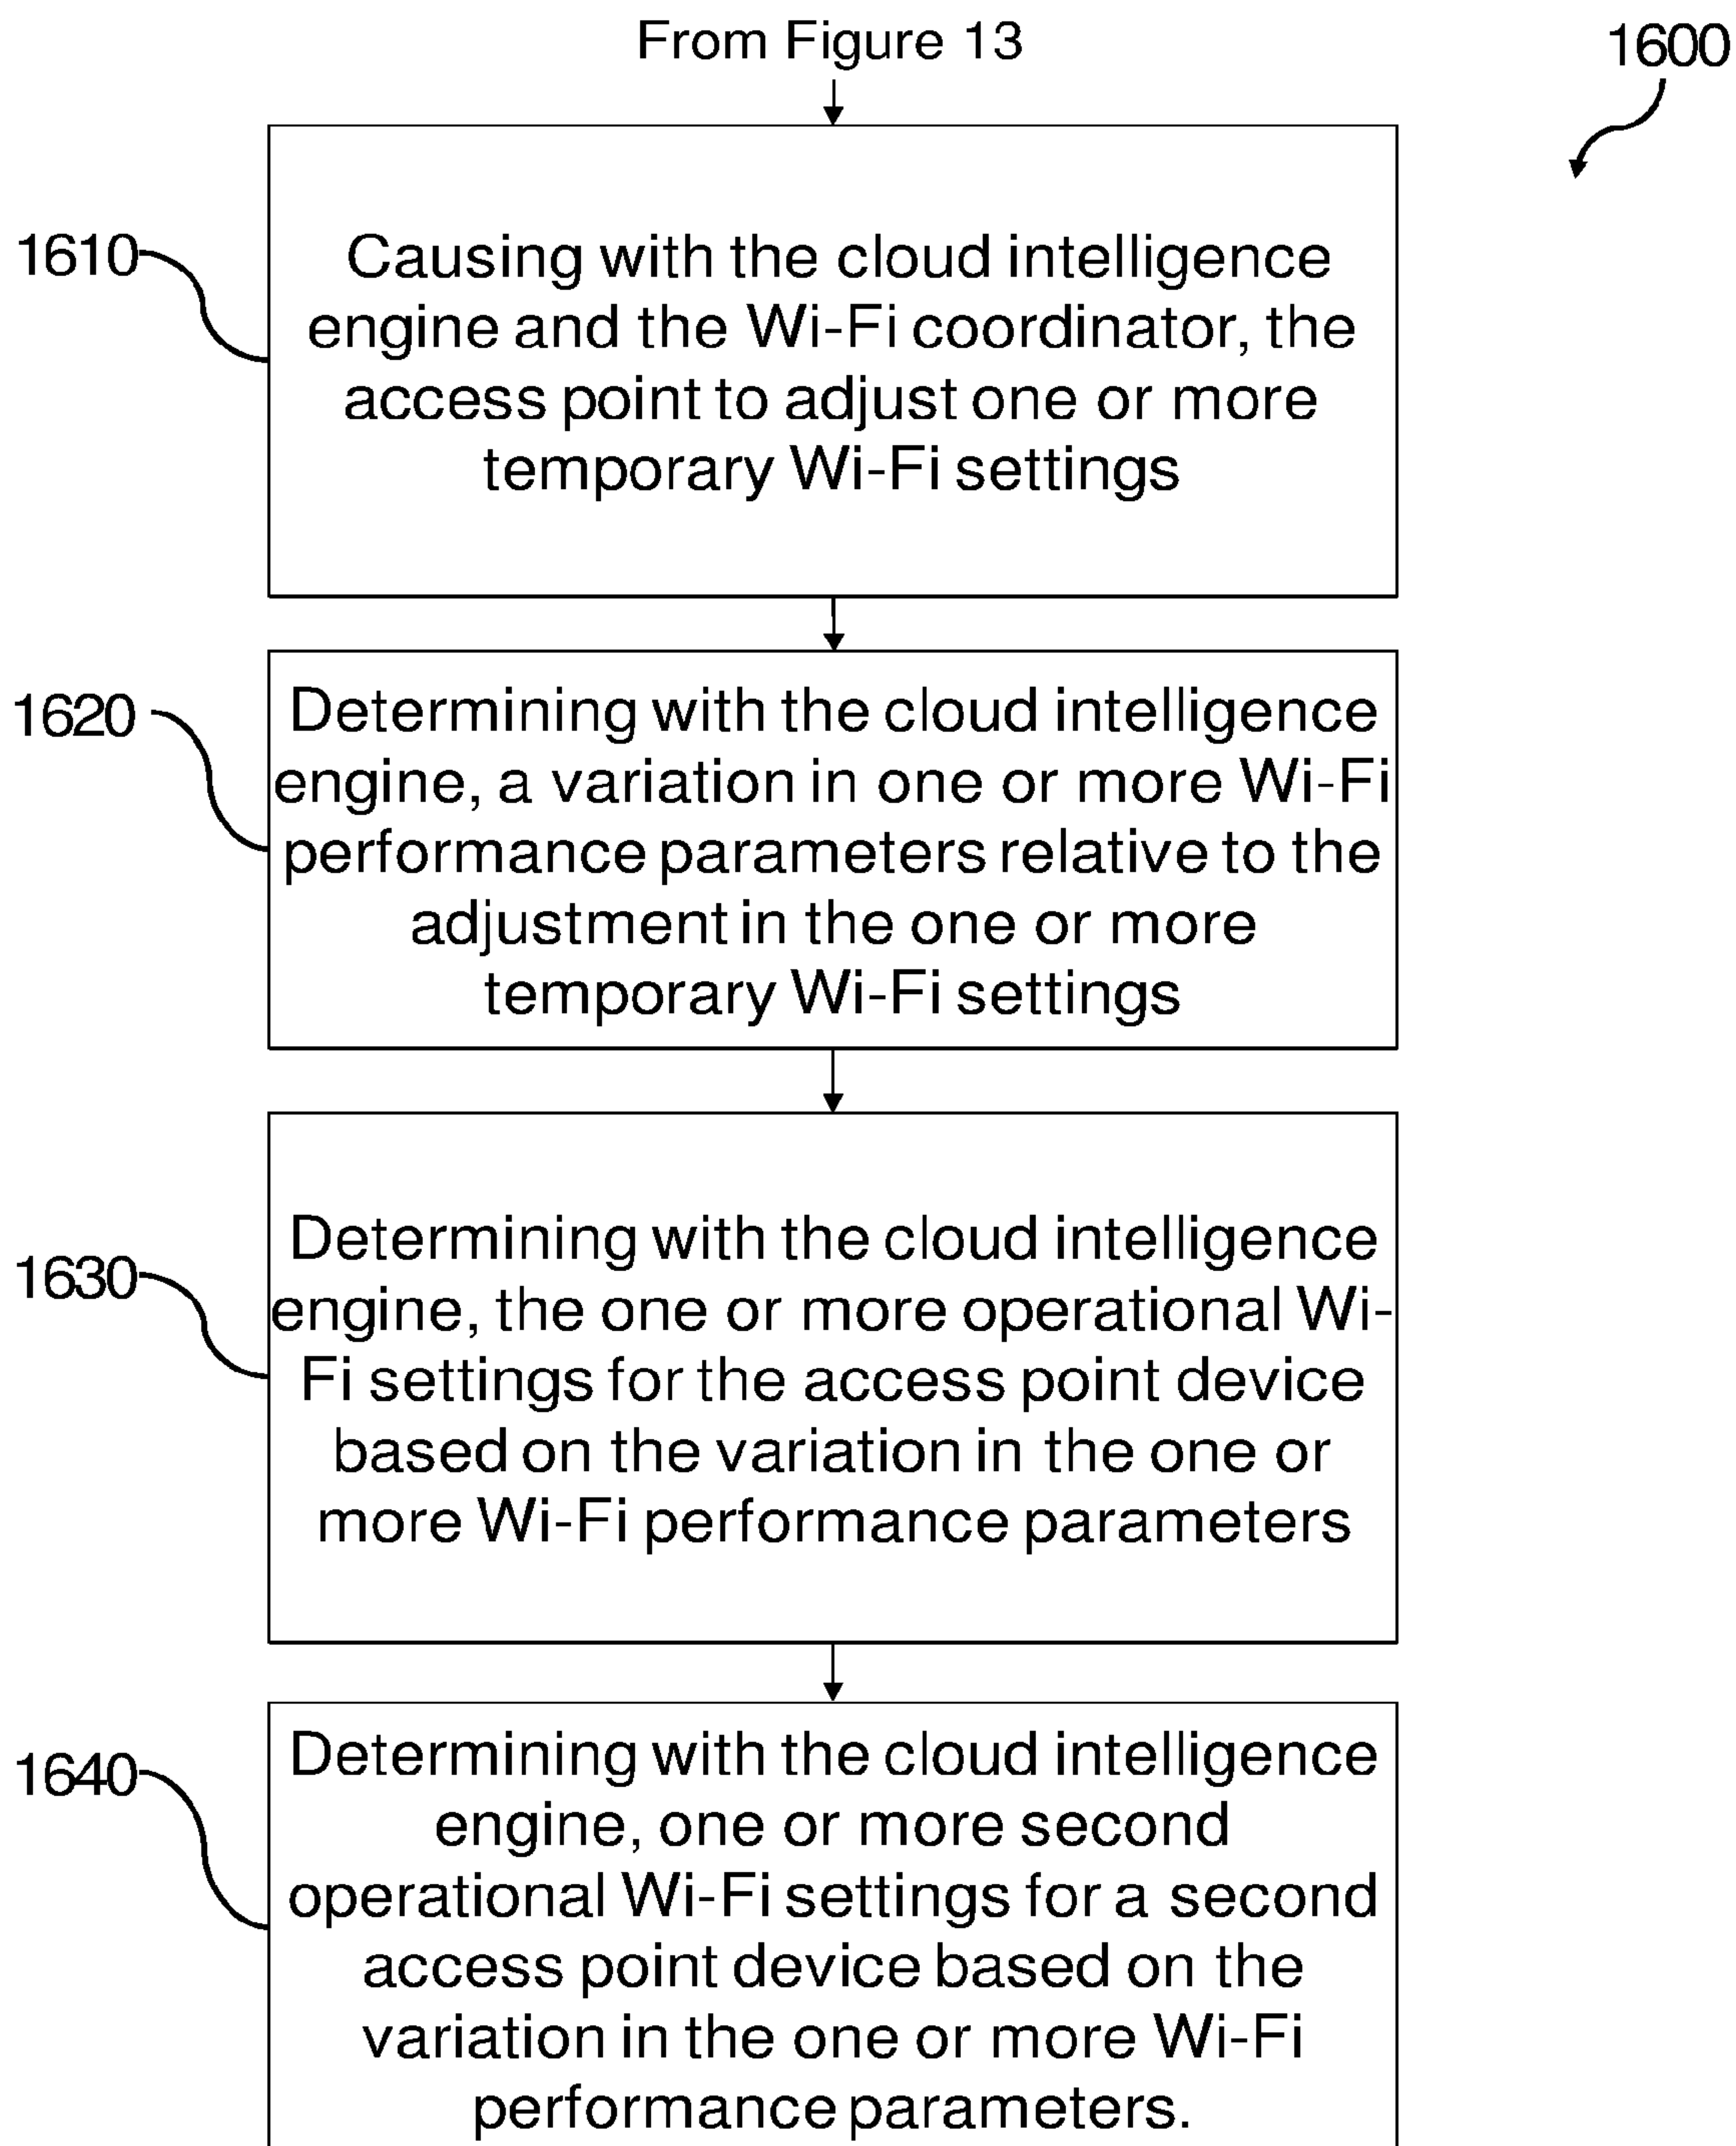 From Figure 13
1600
1610
Causing with the cloud intelligence
engine and the Wi-Fi coordinator, the
access point to adjust one or more
temporary Wi-Fi settings
1620
Determining with the cloud intelligence
engine, a variation in one or more Wi-Fi
performance parameters relative to the
adjustment in the one or more
temporary Wi-Fi settings
1630
Determining with the cloud intelligence
engine, the one or more operational Wi-
Fi settings for the access point device
based on the variation in the one or
more Wi-Fi performance parameters
1640
Determining with the cloud intelligence
engine, one or more second
operational Wi-Fi settings for a second
access point device based on the
variation in the one or more Wi-Fi
performance parameters.